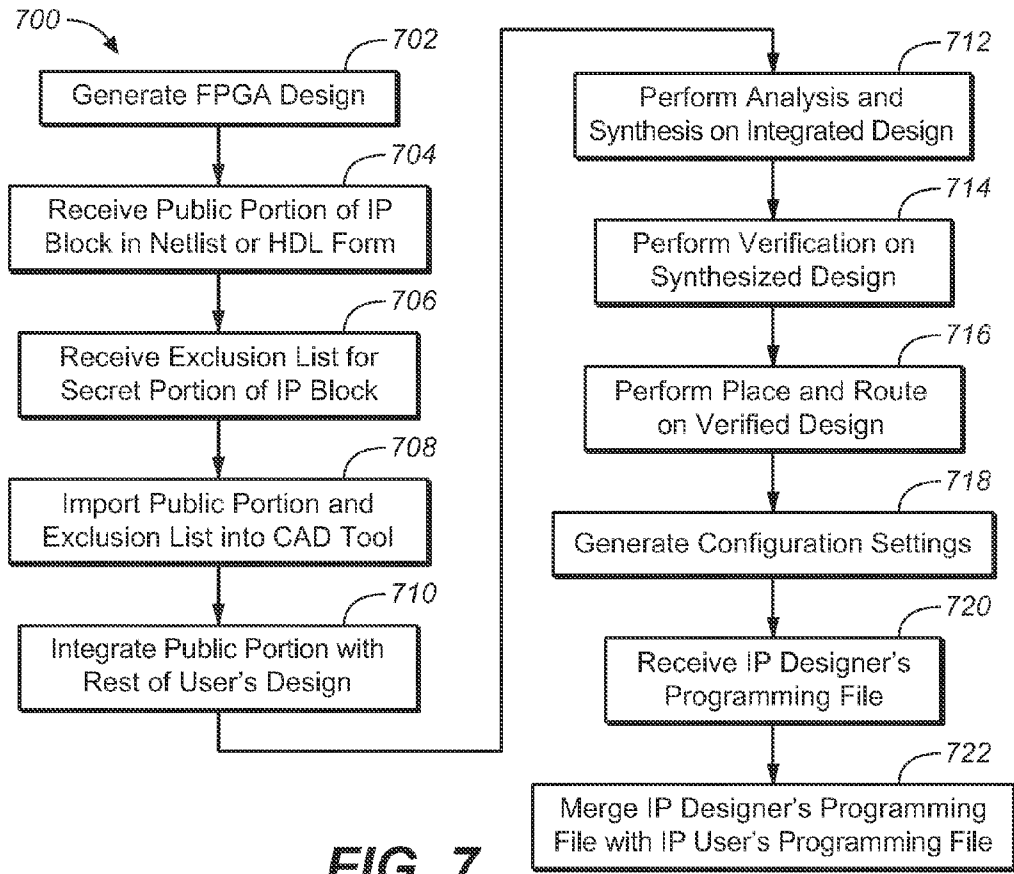 700
702
Generate FPGA Design
704
Receive Public Portion of IP
Block in Netlist or HDL Form
706
Receive Exclusion List for
Secret Portion of IP Block
708
Import Public Portion and
Exclusion List into CAD Tool
710
Integrate Public Portion with
Rest of User's Design
712
Perform Analysis and
Synthesis on Integrated Design
714
Perform Verification on
Synthesized Design
716
Perform Place and Route
on Verified Design
718
Generate Configuration Settings
720
Receive IP Designer's
Programming File
722
Merge IP Designer's Programming
File with IP User's Programming File
FIG. 7